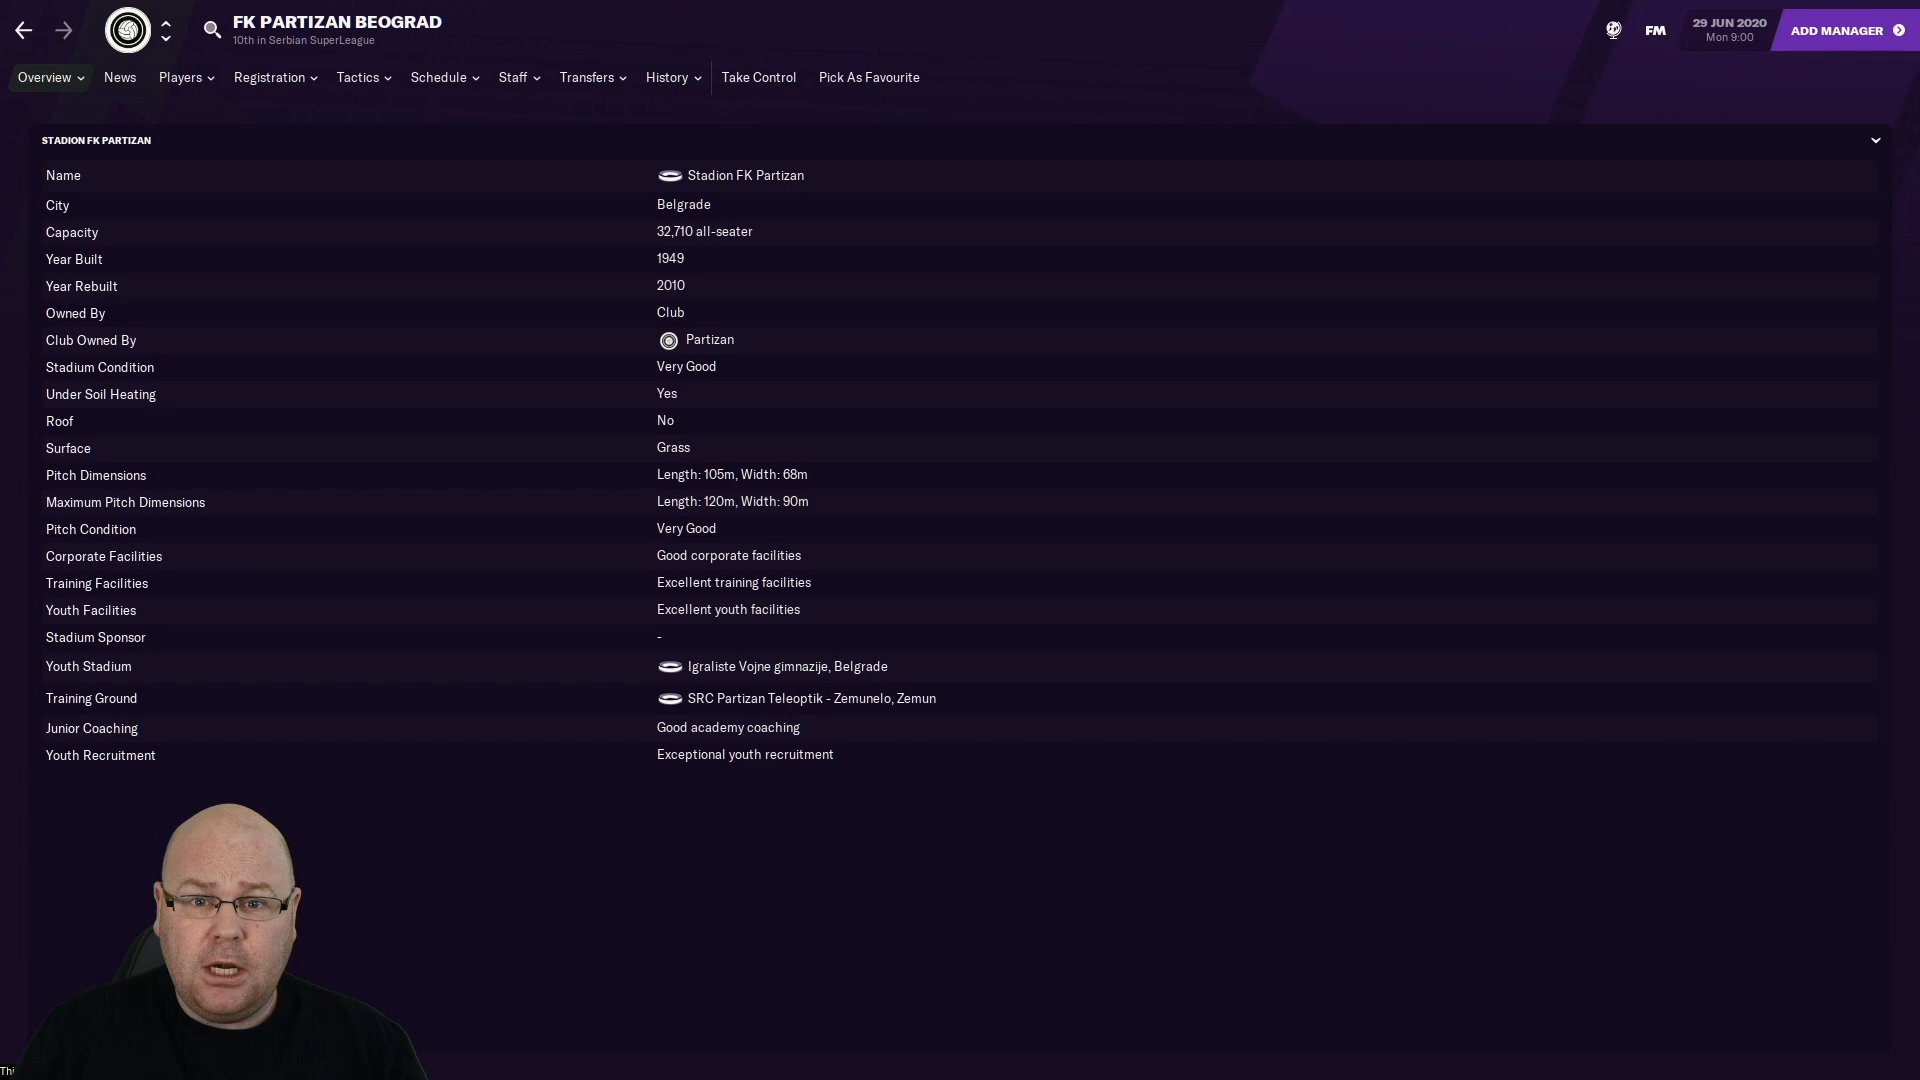 FK PARTIZAN BEOGRAD
10th in Serbian SuperLeague
FM
29 JUN 2020
Mon 9:00
ADD MANAGER
Overview
News
Players
Registration
Tactics
Schedule
Staff
Transfers
History
Take Control
Pick As Favourite
STADION FK PARTIZAN
Name Stadion FK Partizan
City Belgrade
Capacity 32,710 all-seater
Year Built 1949
Year Rebuilt 2010
Owned By Club
Club Owned By Partizan
Stadium Condition Very Good
Under Soil Heating Yes
Roof No
Surface Grass
Pitch Dimensions Length: 105m, Width: 68m
Maximum Pitch Dimensions Length: 120m, Width: 90m
Pitch Condition Very Good
Corporate Facilities Good corporate facilities
Training Facilities Excellent training facilities
Youth Facilities Excellent youth facilities
Stadium Sponsor -
Youth Stadium Igraliste Vojne gimnazije, Belgrade
Training Ground SRC Partizan Teleoptik - Zemunelo, Zemun
Junior Coaching Good academy coaching
Youth Recruitment Exceptional youth recruitment